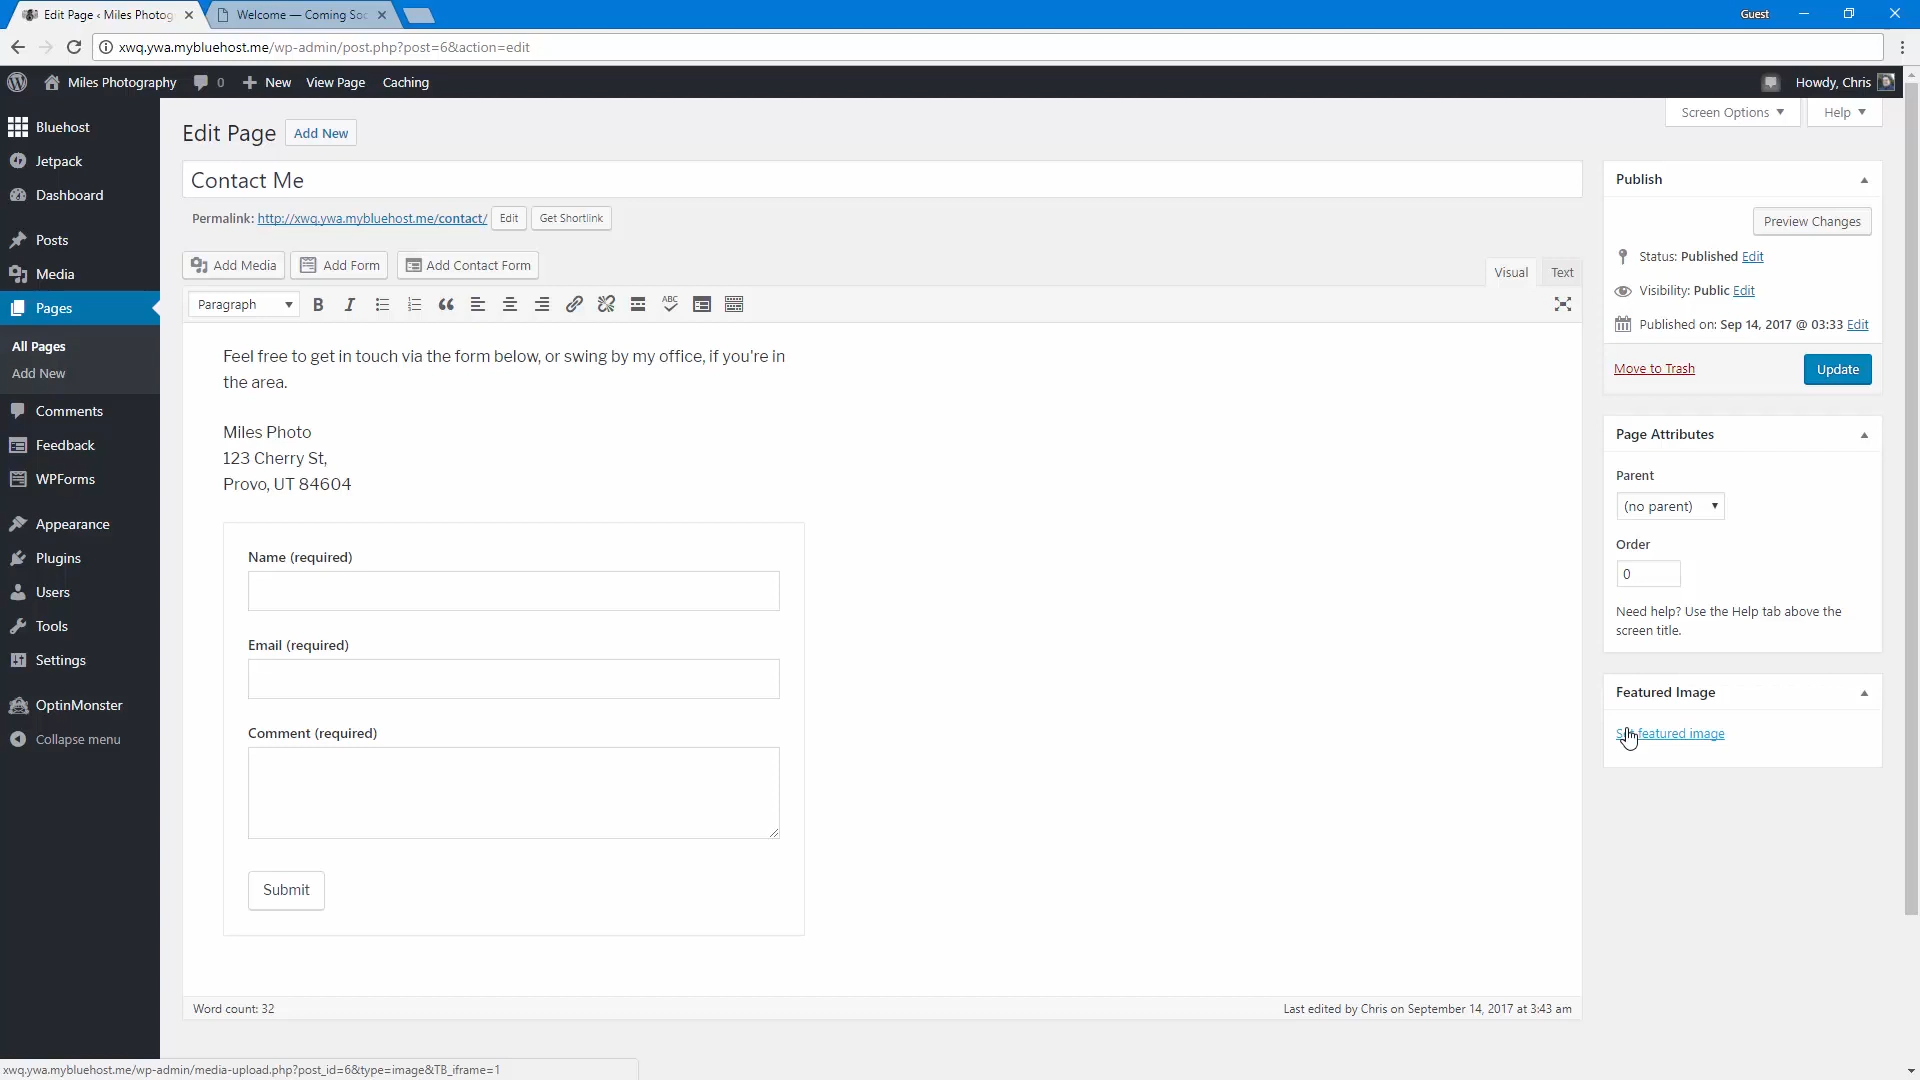 Edit Page ‹ Miles Photog
Welcome — Coming Soo
Guest
xwq.ywa.mybluehost.me/wp-admin/post.php?post=6&action=edit
Miles Photography
0
New
View Page
Caching
Howdy, Chris
Bluehost
Jetpack
Dashboard
Posts
Media
Pages
All Pages
Add New
Comments
Feedback
WPForms
Appearance
Plugins
Users
Tools
Settings
OptinMonster
Collapse menu
Screen Options
Help
Edit Page
Add New
Contact Me
Permalink: http://xwq.ywa.mybluehost.me/contact/ Edit Get Shortlink
Add Media
Add Form
Add Contact Form
Visual
Text
Paragraph
B I
ABC
Feel free to get in touch via the form below, or swing by my office, if you're in
the area.
Miles Photo
123 Cherry St,
Provo, UT 84604
Name (required)
Email (required)
Comment (required)
Submit
Word count: 32
Last edited by Chris on September 14, 2017 at 3:43 am
Publish
Preview Changes
Status: Published Edit
Visibility: Public Edit
Published on: Sep 14, 2017 @ 03:33 Edit
Move to Trash
Update
Page Attributes
Parent
(no parent)
Order
0
Need help? Use the Help tab above the
screen title.
Featured Image
Set featured image
xwq.ywa.mybluehost.me/wp-admin/media-upload.php?post_id=6&type=image&TB_iframe=1